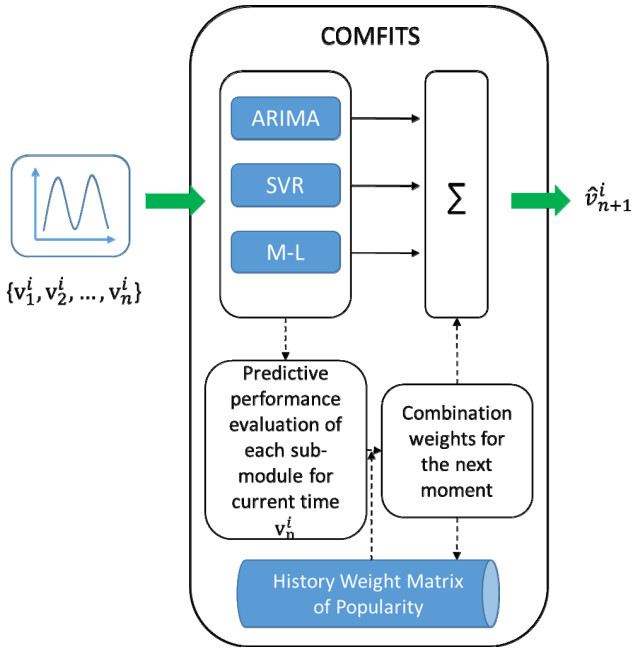 COMFITS
ARIMA
SVR
M-L
Σ
{v₁ⁱ, v₂ⁱ, ..., vₙⁱ}
v̂ⁱₙ₊₁
Predictive
performance
evaluation of
each sub-
module for
current time
vₙⁱ
Combination
weights for
the next
moment
History Weight Matrix
of Popularity